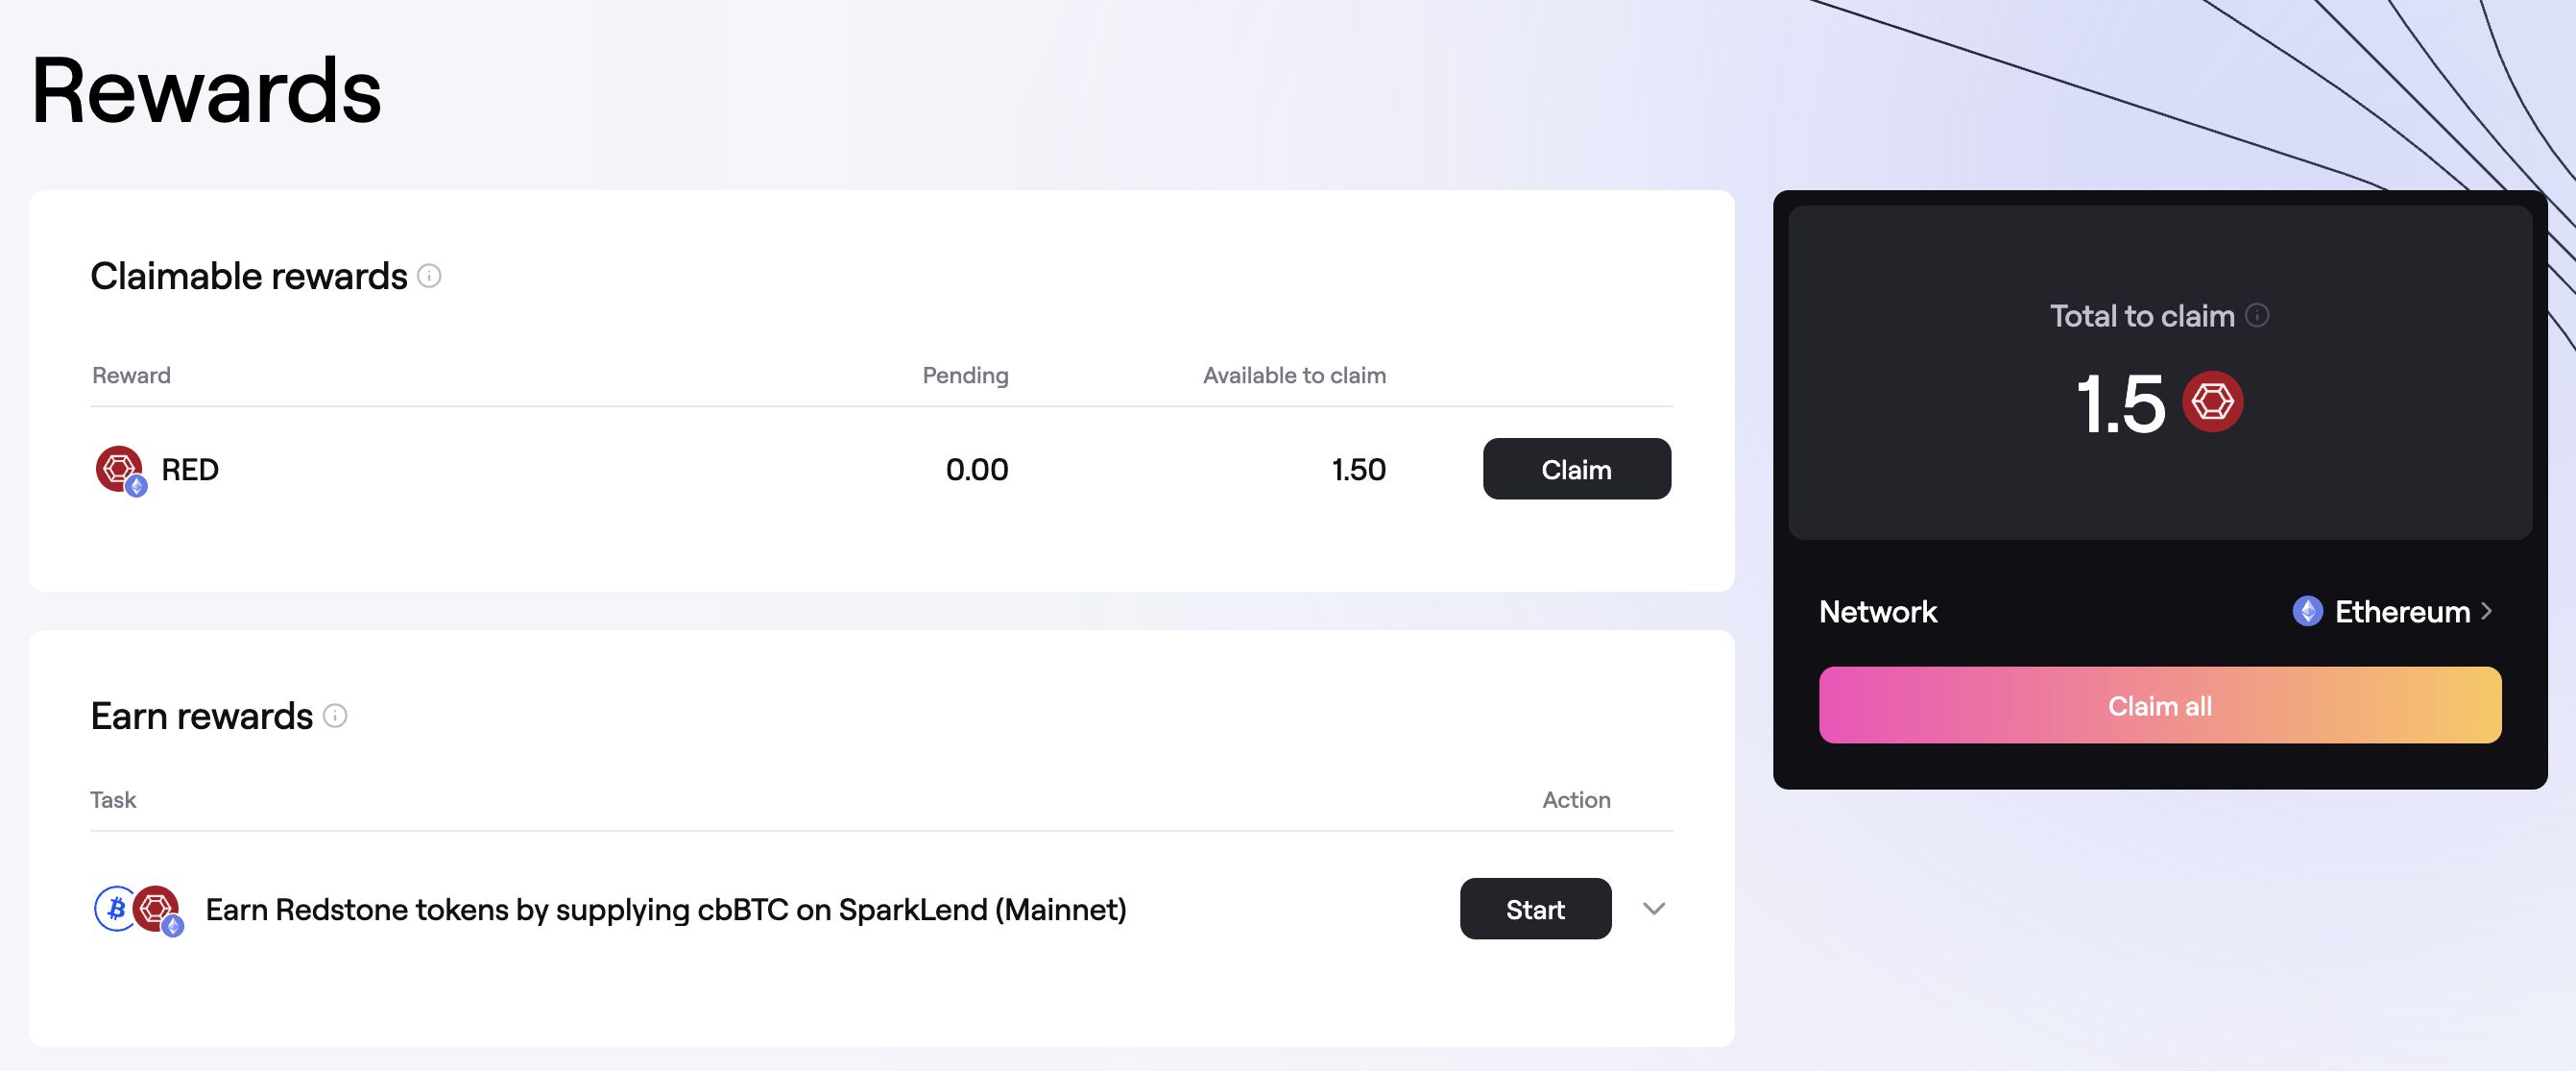 Rewards
Claimable rewards
Reward Pending Available to claim
RED 0.00 1.50 Claim
Earn rewards
Task Action
Earn Redstone tokens by supplying cbBTC on SparkLend (Mainnet) Start
Total to claim
1.5
Network Ethereum
Claim all